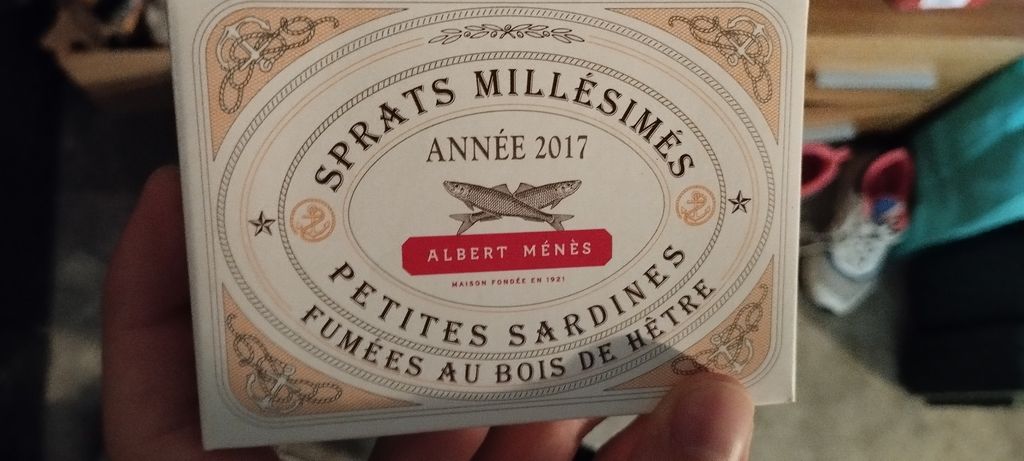 SPRATS MILLÉSIMÉS
ANNÉE 2017
ALBERT MÉNÈS
MAISON FONDÉE EN 1921
PETITES SARDINES
FUMÉES AU BOIS DE HÊTRE